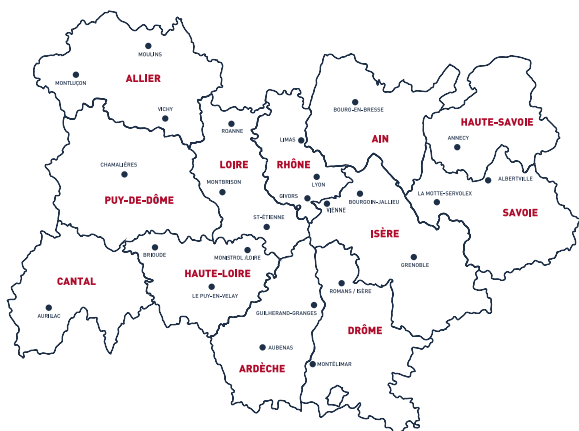 MOULINS
MONTLUÇON
ALLIER
VICHY
ROANNE
BOURG-EN-BRESSE
LIMAS
AIN
HAUTE-SAVOIE
ANNECY
CHAMALIÈRES
LOIRE
RHÔNE
MONTBRISON
LYON
PUY-DE-DÔME
GIVORS
VIENNE
BOURGOIN-JALLIEU
LA MOTTE-SERVOLEX
ALBERTVILLE
SAVOIE
ST-ÉTIENNE
ISÈRE
BRIOUDE
MONISTROL /LOIRE
GRENOBLE
CANTAL
HAUTE-LOIRE
LE PUY-EN-VELAY
ROMANS / ISÈRE
AURILLAC
GUILHERAND-GRANGES
DRÔME
AUBENAS
ARDÈCHE
MONTÉLIMAR